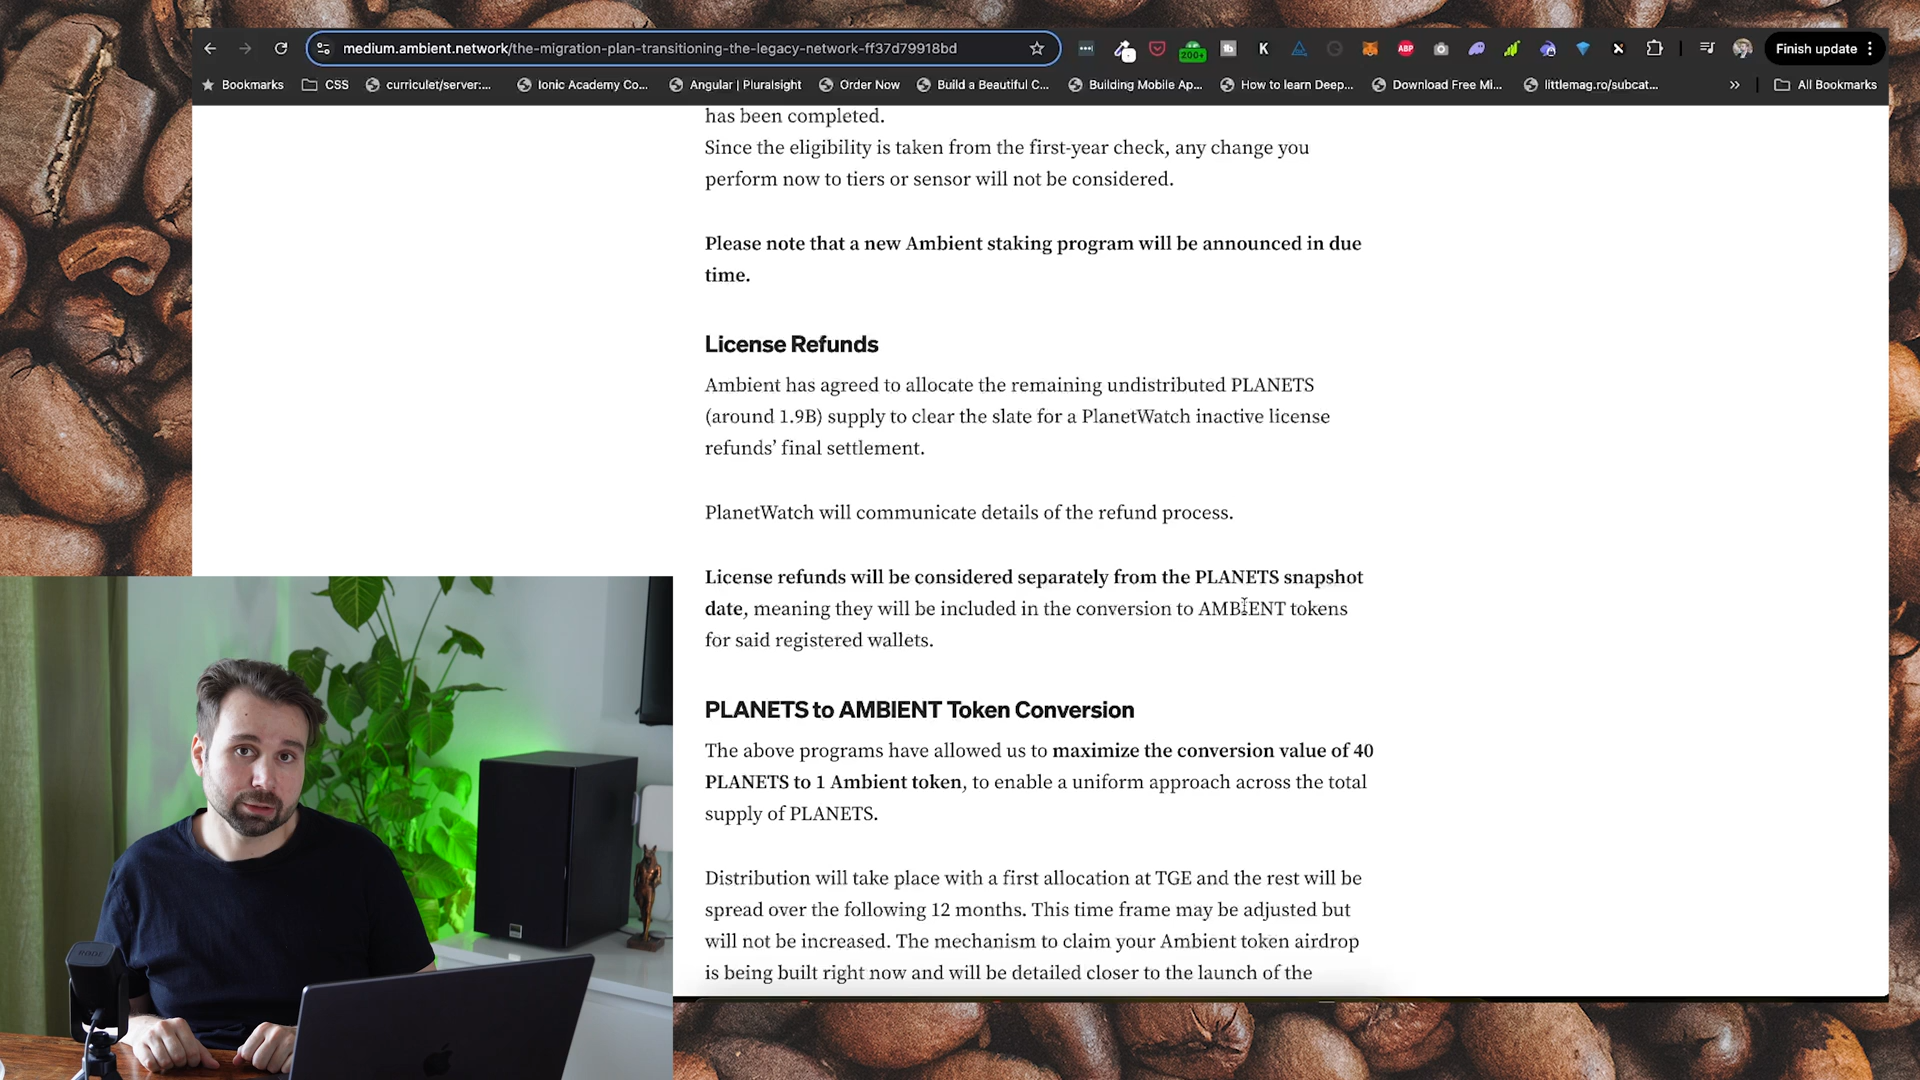 medium.ambient.network/the-migration-plan-transitioning-the-legacy-network-ff37d79918bd
200+
K
ABP
Finish update
Bookmarks
CSS
curriculet/server:...
Ionic Academy Co...
Angular | Pluralsight
Order Now
Build a Beautiful C...
Building Mobile Ap...
How to learn Deep...
Download Free Mi...
littlemag.ro/subcat...
»
All Bookmarks
has been completed.
Since the eligibility is taken from the first-year check, any change you
perform now to tiers or sensor will not be considered.
Please note that a new Ambient staking program will be announced in due
time.
License Refunds
Ambient has agreed to allocate the remaining undistributed PLANETS
(around 1.9B) supply to clear the slate for a PlanetWatch inactive license
refunds’ final settlement.
PlanetWatch will communicate details of the refund process.
License refunds will be considered separately from the PLANETS snapshot
date, meaning they will be included in the conversion to AMBIENT tokens
for said registered wallets.
PLANETS to AMBIENT Token Conversion
The above programs have allowed us to maximize the conversion value of 40
PLANETS to 1 Ambient token, to enable a uniform approach across the total
supply of PLANETS.
Distribution will take place with a first allocation at TGE and the rest will be
spread over the following 12 months. This time frame may be adjusted but
will not be increased. The mechanism to claim your Ambient token airdrop
is being built right now and will be detailed closer to the launch of the
RODE